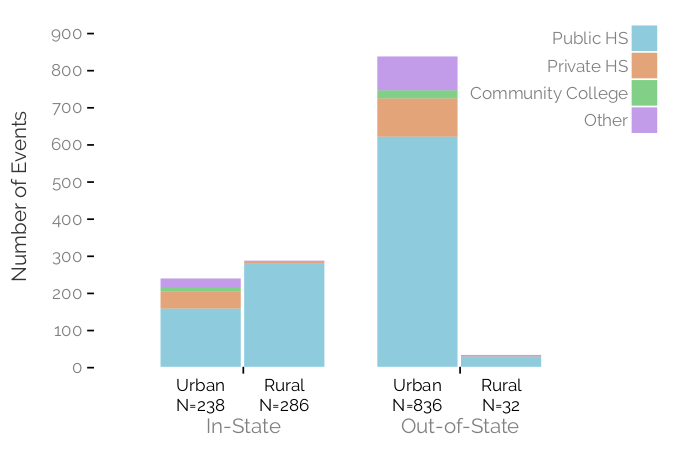 Number of Events
900
800
700
600
500
400
300
200
100
0
Public HS
Private HS
Community College
Other
Urban
N=238
Rural
N=286
In-State
Urban
N=836
Rural
N=32
Out-of-State